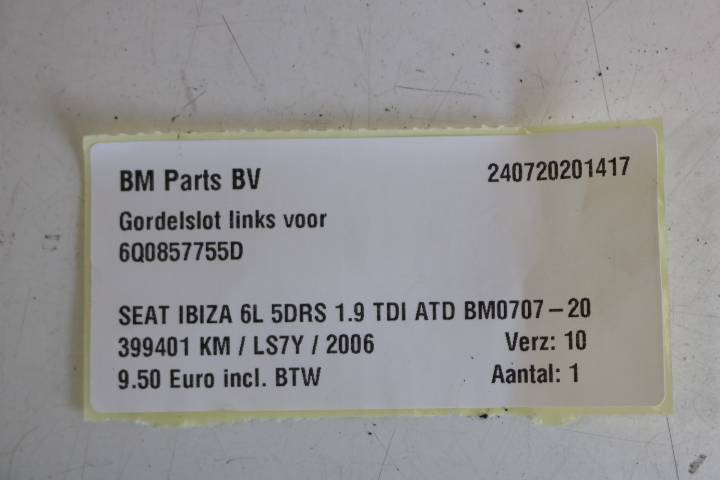 BM Parts BV 240720201417
Gordelslot links voor
6Q0857755D
SEAT IBIZA 6L 5DRS 1.9 TDI ATD BM0707-20
399401 KM / LS7Y / 2006 Verz: 10
9.50 Euro incl. BTW Aantal: 1